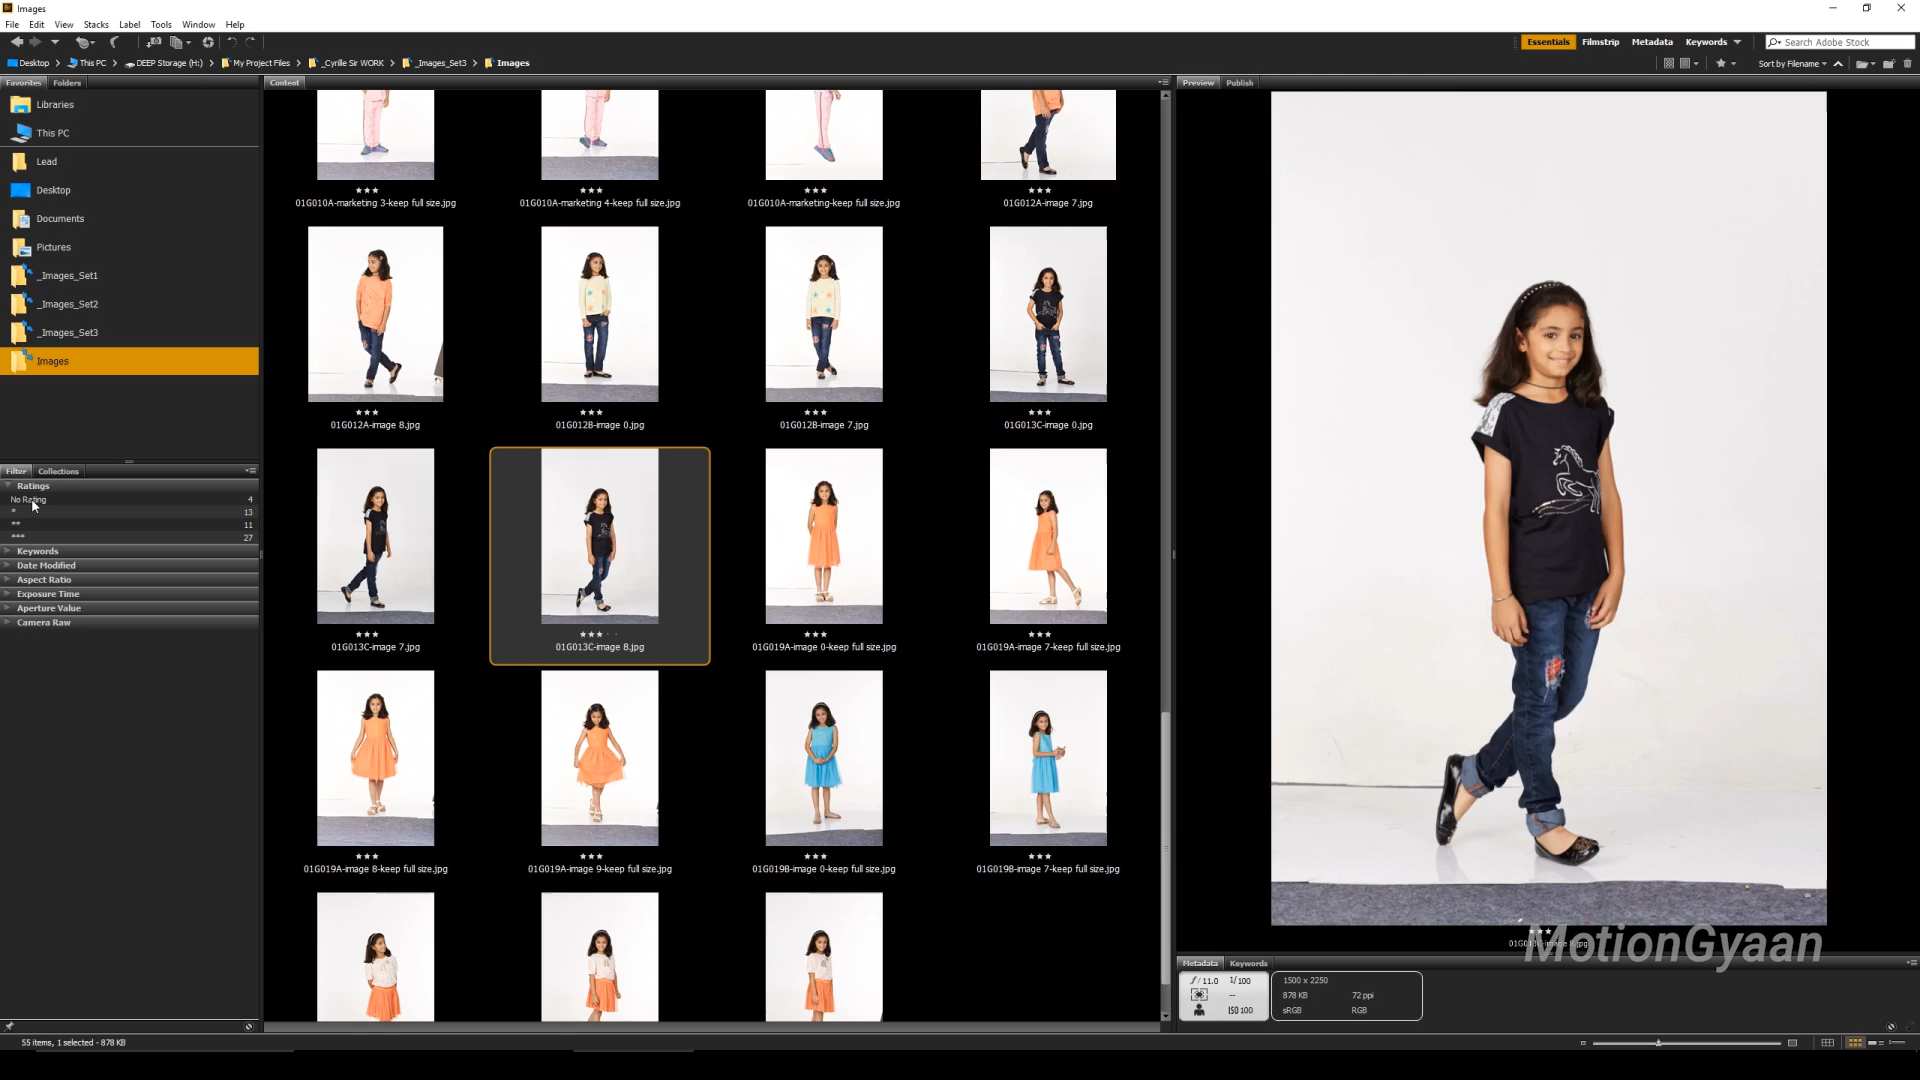 Br Images
File Edit View Stacks Label Tools Window Help
Essentials Filmstrip Metadata Keywords Search Adobe Stock
Desktop This PC DEEP Storage (H:) My Project Files _Cyrille Sir WORK _Images_Set3 Images Sort by Filename
Favorites Folders
Libraries
This PC
Lead
Desktop
Documents
Pictures
_Images_Set1
_Images_Set2
_Images_Set3
Images
Filter Collections
Ratings
No Rating 4
* 13
** 11
*** 27
Keywords
Date Modified
Aspect Ratio
Exposure Time
Aperture Value
Camera Raw
Content
01G010A-marketing 3-keep full size.jpg 01G010A-marketing 4-keep full size.jpg 01G010A-marketing-keep full size.jpg 01G012A-image 7.jpg
01G012A-image 8.jpg 01G012B-image 0.jpg 01G012B-image 7.jpg 01G013C-image 0.jpg
01G013C-image 7.jpg 01G013C-image 8.jpg 01G019A-image 0-keep full size.jpg 01G019A-image 7-keep full size.jpg
01G019A-image 8-keep full size.jpg 01G019A-image 9-keep full size.jpg 01G019B-image 0-keep full size.jpg 01G019B-image 7-keep full size.jpg
Preview Publish
01G013C-image 8.jpg
MotionGyaan
Metadata Keywords
f/11.0 1/100
--
ISO 100
1500 x 2250
878 KB 72 ppi
sRGB RGB
55 items, 1 selected - 878 KB